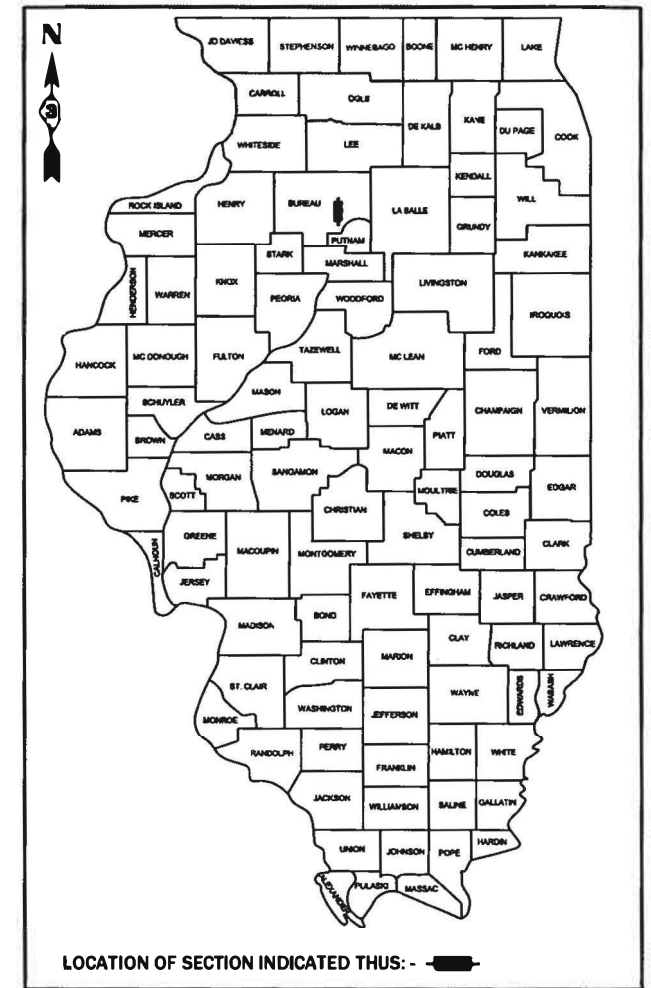 N
3
JO DAVIESS
STEPHENSON
WINNEBAGO
BOONE
MC HENRY
LAKE
CARROLL
OGLE
DE KALB
KANE
DU PAGE
COOK
WHITESIDE
LEE
KENDALL
WILL
ROCK ISLAND
HENRY
BUREAU
LA SALLE
GRUNDY
MERCER
PUTNAM
STARK
MARSHALL
KANKAKEE
HENDERSON
WARREN
KNOX
PEORIA
WOODFORD
LIVINGSTON
IROQUOIS
HANCOCK
MC DONOUGH
FULTON
TAZEWELL
MC LEAN
FORD
MASON
SCHUYLER
LOGAN
DE WITT
CHAMPAIGN
VERMILION
ADAMS
BROWN
CASS
MENARD
MACON
PIATT
PIKE
SCOTT
MORGAN
SANGAMON
CHRISTIAN
MOULTRIE
DOUGLAS
EDGAR
COLES
CALHOUN
GREENE
MACOUPIN
MONTGOMERY
SHELBY
CUMBERLAND
CLARK
JERSEY
FAYETTE
EFFINGHAM
JASPER
CRAWFORD
MADISON
BOND
CLAY
RICHLAND
LAWRENCE
CLINTON
MARION
ST. CLAIR
WAYNE
EDWARDS
WABASH
MONROE
WASHINGTON
JEFFERSON
RANDOLPH
PERRY
HAMILTON
WHITE
FRANKLIN
JACKSON
WILLIAMSON
SALINE
GALLATIN
UNION
JOHNSON
POPE
HARDIN
ALEXANDER
PULASKI
MASSAC
LOCATION OF SECTION INDICATED THUS: -